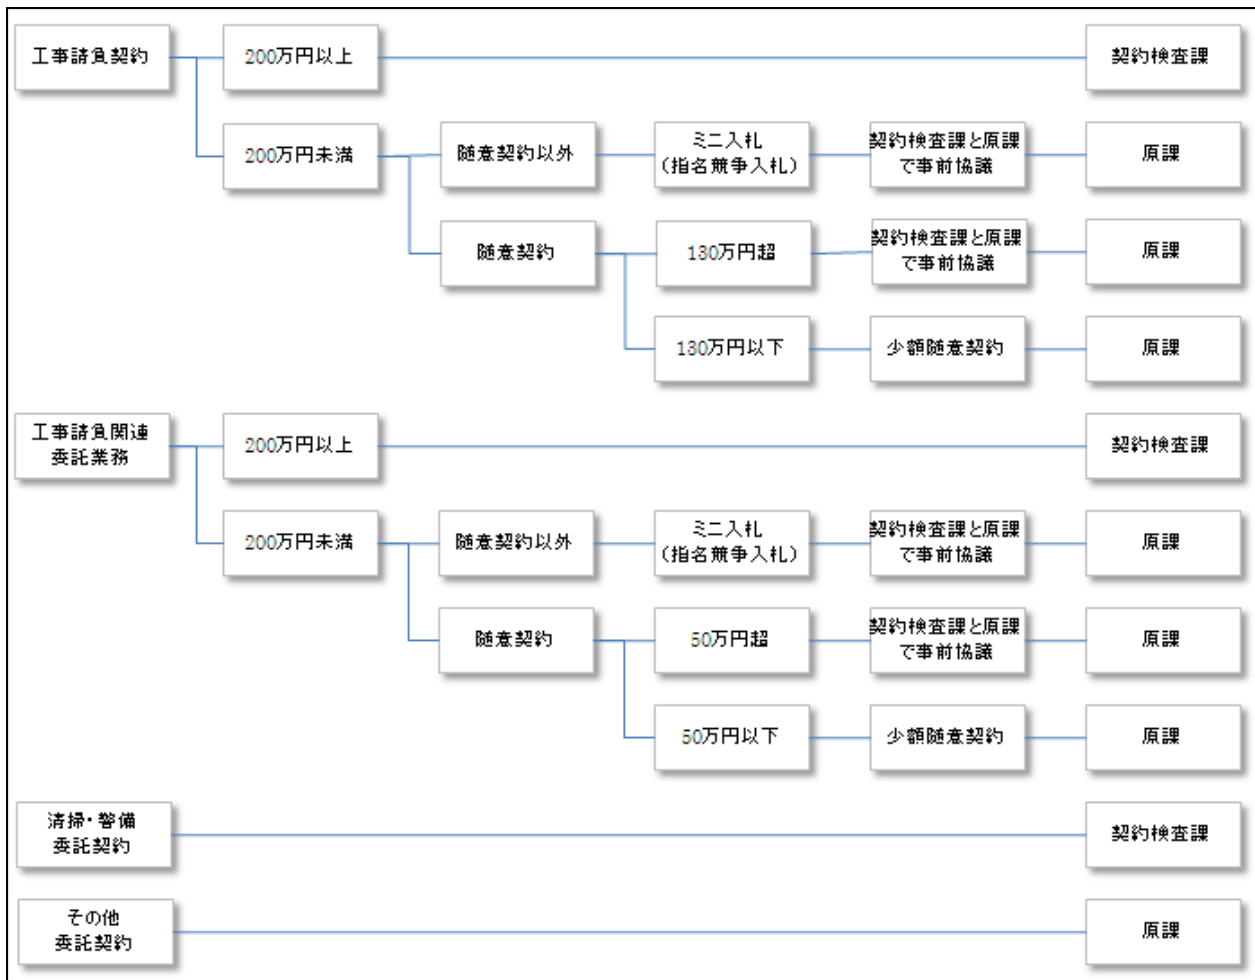 工事請負契約
200万円以上
契約検査課
200万円未満
随意契約以外
ミニ入札
(指名競争入札)
契約検査課と原課
で事前協議
原課
随意契約
130万円超
契約検査課と原課
で事前協議
原課
130万円以下
少額随意契約
原課
工事請負関連
委託業務
200万円以上
契約検査課
200万円未満
随意契約以外
ミニ入札
(指名競争入札)
契約検査課と原課
で事前協議
原課
随意契約
50万円超
契約検査課と原課
で事前協議
原課
50万円以下
少額随意契約
原課
清掃・警備
委託契約
契約検査課
その他
委託契約
原課